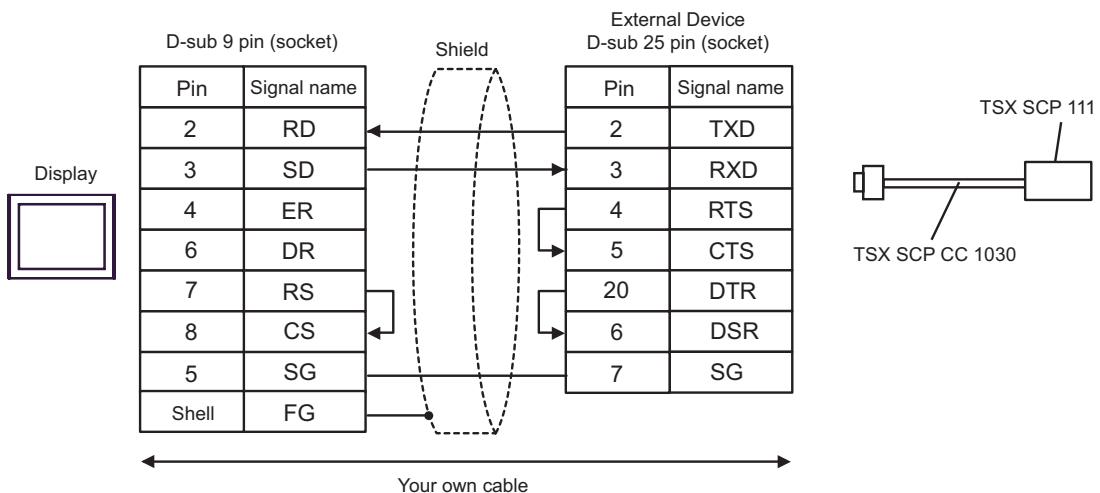 External Device
D-sub 9 pin (socket)
Shield
D-sub 25 pin (socket)
Pin Signal name
Pin Signal name
2 RD
2 TXD
3 SD
3 RXD
4 ER
4 RTS
6 DR
5 CTS
7 RS
20 DTR
8 CS
6 DSR
5 SG
7 SG
Shell FG
Display
Your own cable
TSX SCP 111
TSX SCP CC 1030